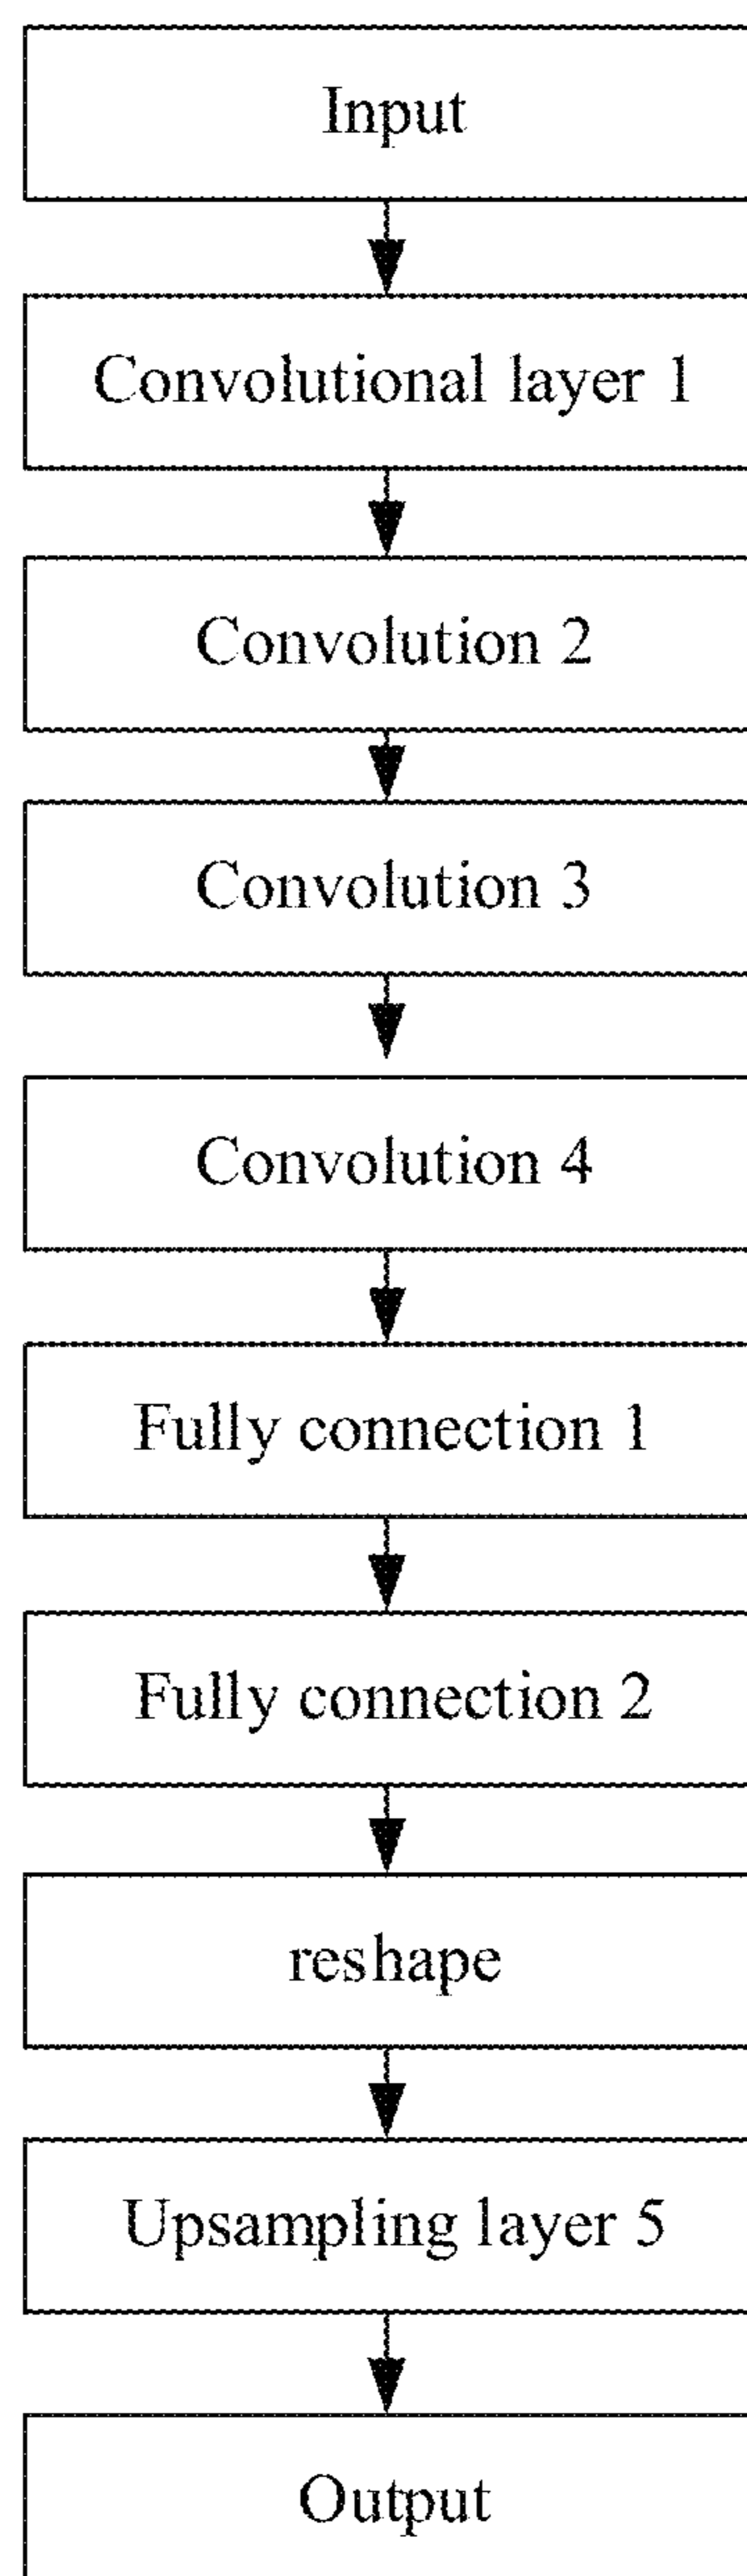 Input
Convolutional layer 1
Convolution 2
Convolution 3
Convolution 4
Fully connection 1
Fully connection 2
reshape
Upsampling layer 5
Output